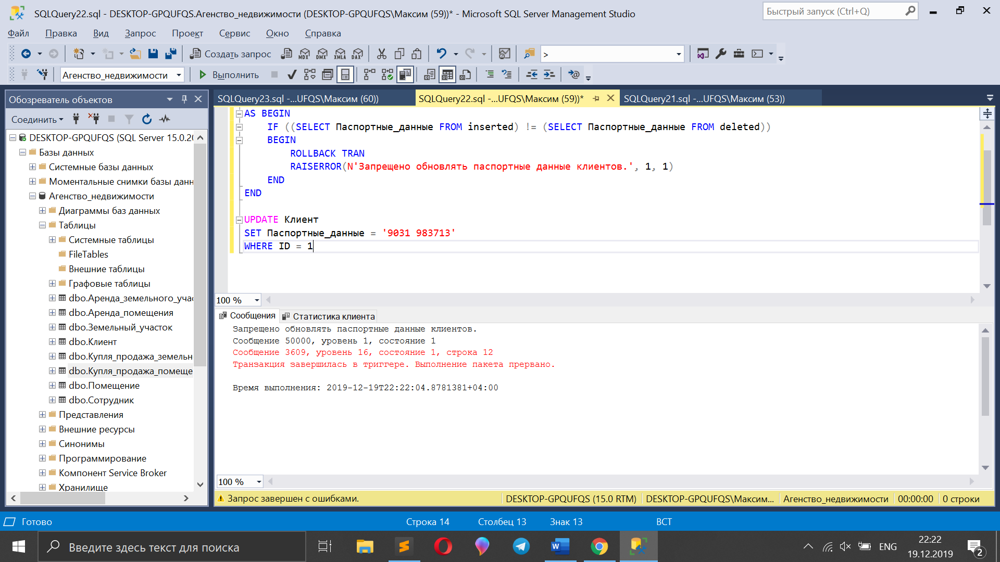 SQLQuery22.sql - DESKTOP-GPQUFQS.Агенство_недвижимости (DESKTOP-GPQUFQS\Максим (59))* - Microsoft SQL Server Management Studio
Быстрый запуск (Ctrl+Q)
Файл Правка Вид Запрос Проект Сервис Окно Справка
Создать запрос MDX DMX XMLA DAX >
Агенство_недвижимости Выполнить
Обозреватель объектов
Соединить
DESKTOP-GPQUFQS (SQL Server 15.0.20
Базы данных
Системные базы данных
Моментальные снимки базы данн
Агенство_недвижимости
Диаграммы баз данных
Таблицы
Системные таблицы
FileTables
Внешние таблицы
Графовые таблицы
dbo.Аренда_земельного_учас
dbo.Аренда_помещения
dbo.Земельный_участок
dbo.Клиент
dbo.Купля_продажа_земельн
dbo.Купля_продажа_помеще
dbo.Помещение
dbo.Сотрудник
Представления
Внешние ресурсы
Синонимы
Программирование
Компонент Service Broker
Хранилище
SQLQuery23.sql -...UFQS\Максим (60)) SQLQuery22.sql -...UFQS\Максим (59))* SQLQuery21.sql -...UFQS\Максим (53))
AS BEGIN
IF ((SELECT Паспортные_данные FROM inserted) != (SELECT Паспортные_данные FROM deleted))
BEGIN
ROLLBACK TRAN
RAISERROR(N'Запрещено обновлять паспортные данные клиентов.', 1, 1)
END
END
UPDATE Клиент
SET Паспортные_данные = '9031 983713'
WHERE ID = 1
100 %
Сообщения Статистика клиента
Запрещено обновлять паспортные данные клиентов.
Сообщение 50000, уровень 1, состояние 1
Сообщение 3609, уровень 16, состояние 1, строка 12
Транзакция завершилась в триггере. Выполнение пакета прервано.
Время выполнения: 2019-12-19T22:22:04.8781381+04:00
100 %
Запрос завершен с ошибками. DESKTOP-GPQUFQS (15.0 RTM) DESKTOP-GPQUFQS\Максим... Агенство_недвижимости 00:00:00 0 строки
Готово Строка 14 Столбец 13 Знак 13 ВСТ
Введите здесь текст для поиска
ENG
22:22
19.12.2019
2